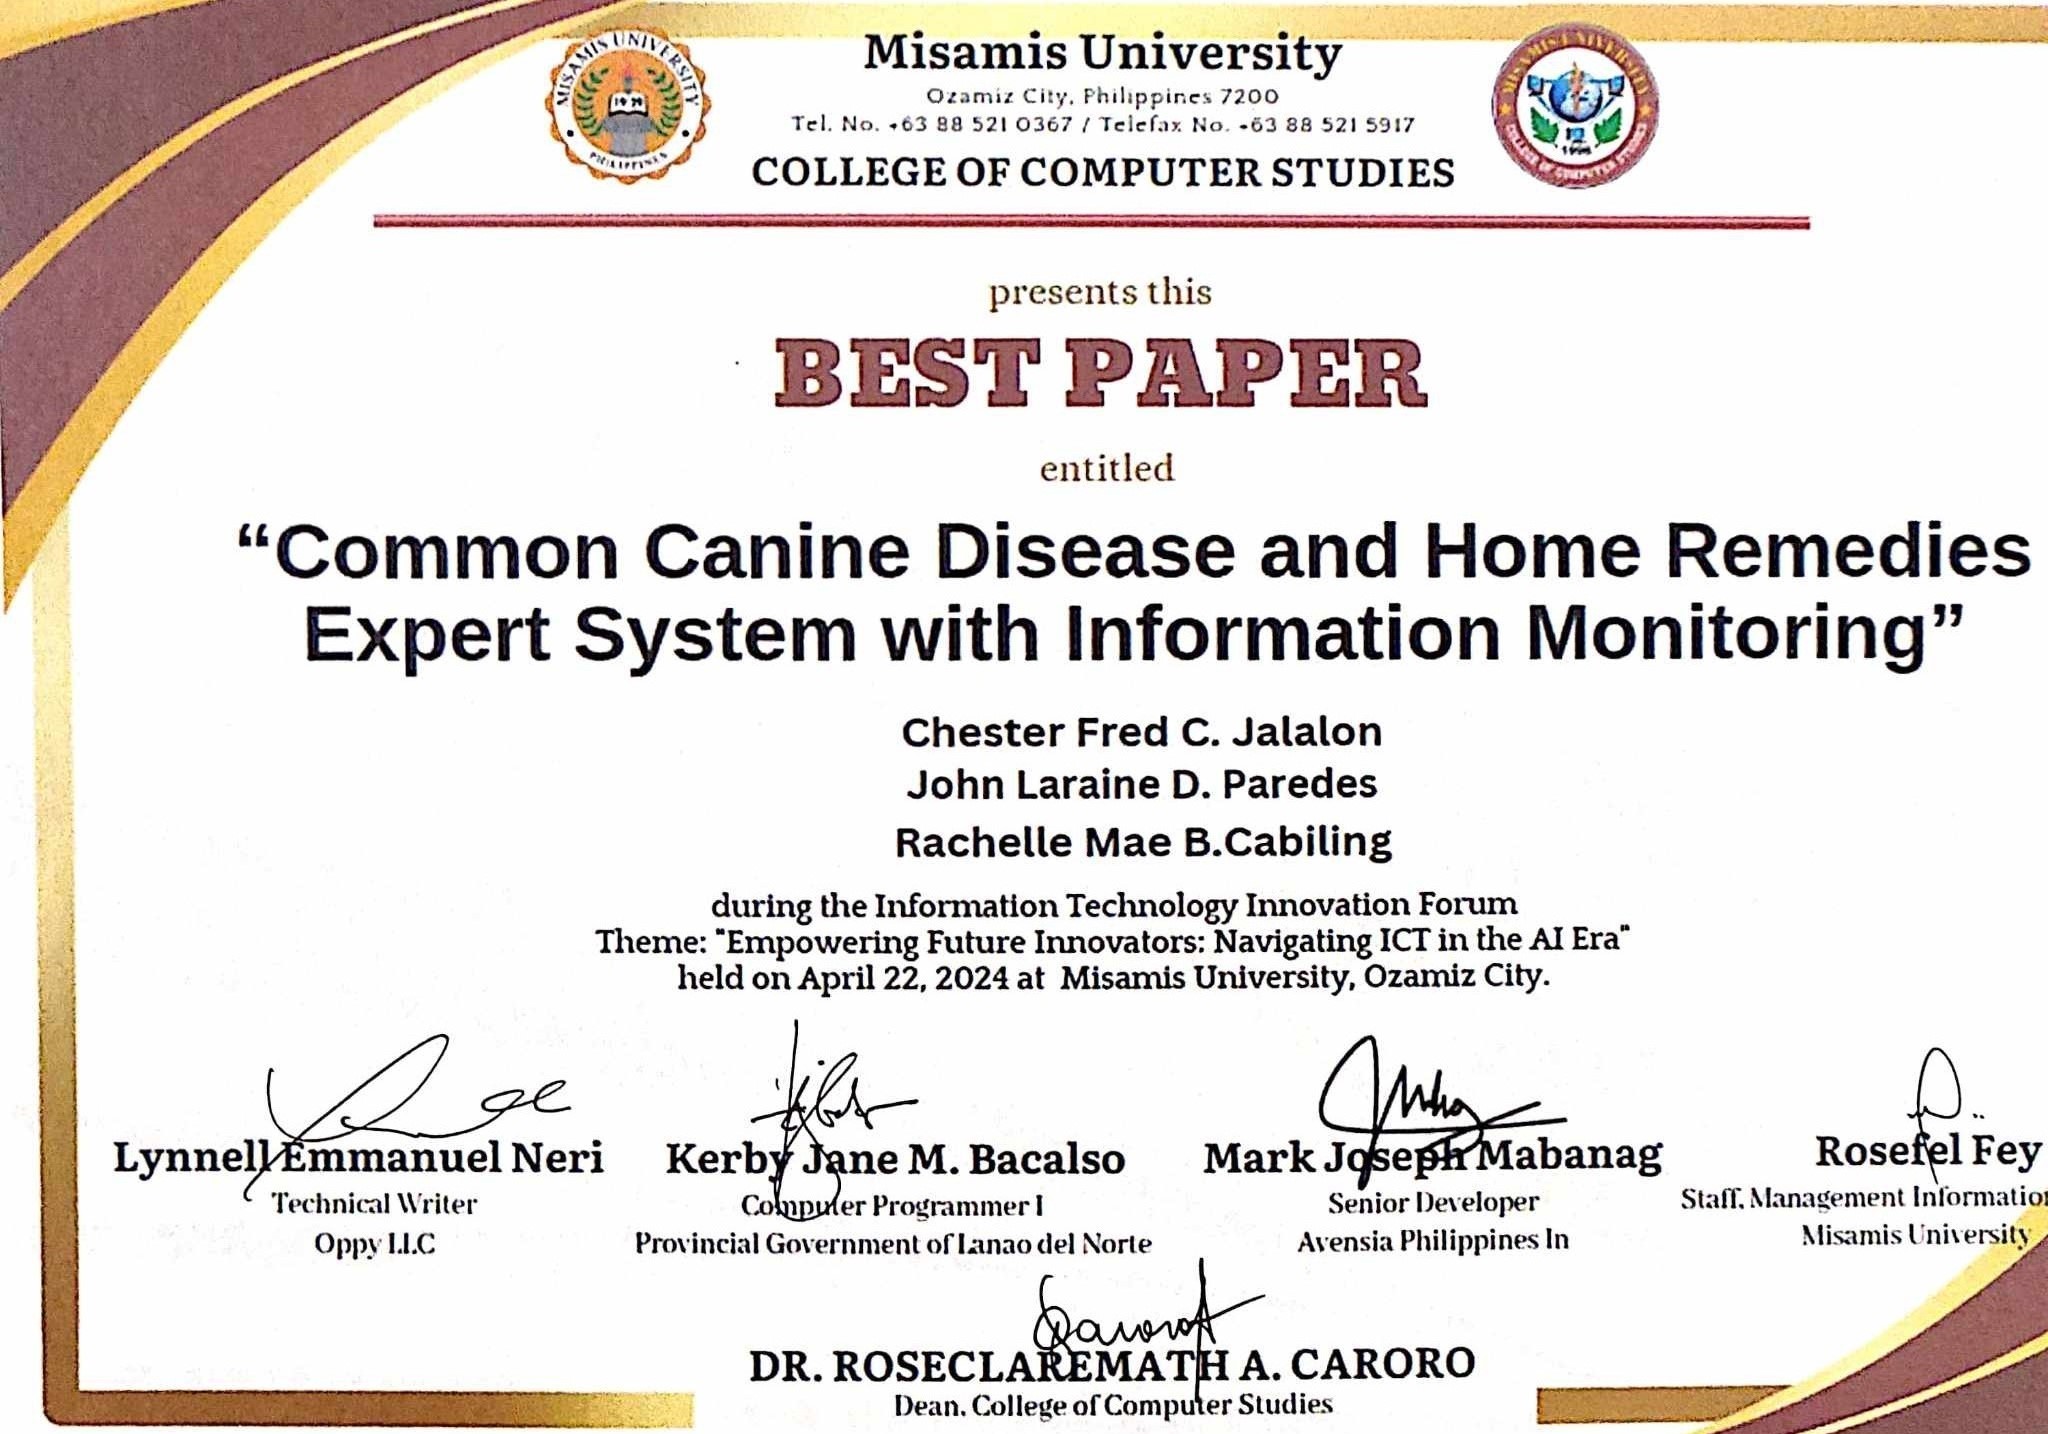 MISAMIS UNIVERSITY
PHILIPPINES
Misamis University
Ozamiz City, Philippines 7200
Tel. No. +63 88 521 0367 / Telefax No. +63 88 521 5917
COLLEGE OF COMPUTER STUDIES
MISAMIS UNIVERSITY
COLLEGE OF COMPUTER STUDIES
presents this
BEST PAPER
entitled
“Common Canine Disease and Home Remedies
Expert System with Information Monitoring”
Chester Fred C. Jalalon
John Laraine D. Paredes
Rachelle Mae B.Cabiling
during the Information Technology Innovation Forum
Theme: "Empowering Future Innovators: Navigating ICT in the AI Era"
held on April 22, 2024 at Misamis University, Ozamiz City.
Lynnell Emmanuel Neri
Technical Writer
Oppy LLC
Kerby Jane M. Bacalso
Computer Programmer I
Provincial Government of Lanao del Norte
Mark Joseph Mabanag
Senior Developer
Avensia Philippines In
Rosefel Fey
Staff, Management Information
Misamis University
DR. ROSECLAREMATH A. CARORO
Dean, College of Computer Studies